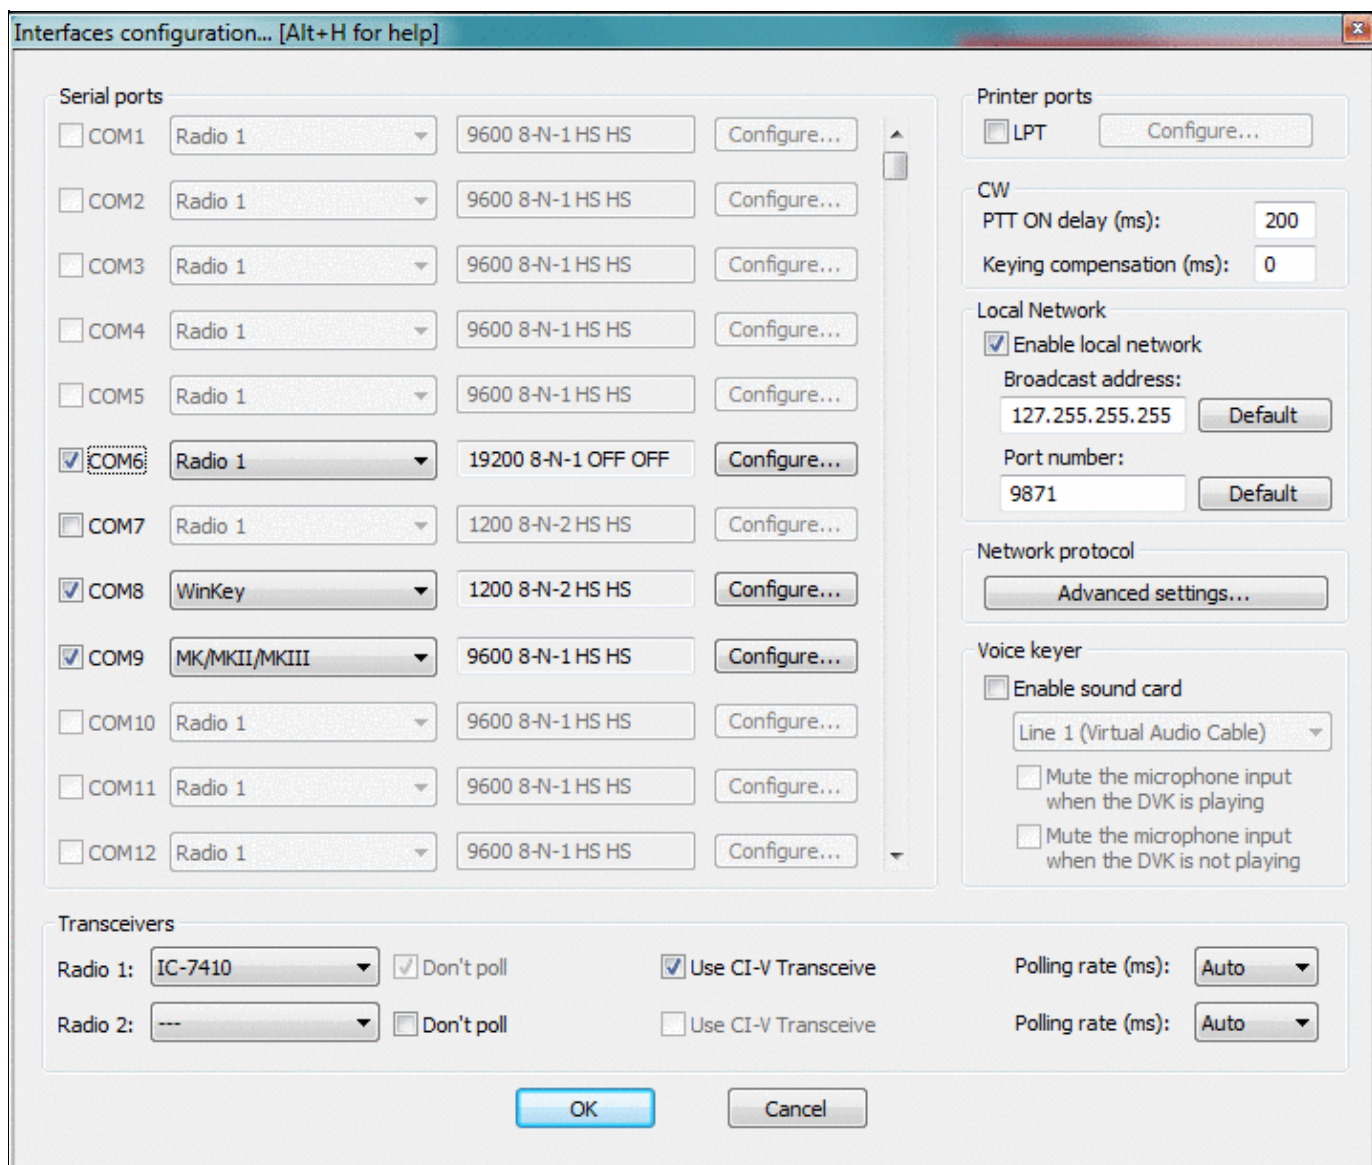 Interfaces configuration... [Alt+H for help]
Serial ports
COM1 Radio 1 9600 8-N-1 HS HS Configure...
COM2 Radio 1 9600 8-N-1 HS HS Configure...
COM3 Radio 1 9600 8-N-1 HS HS Configure...
COM4 Radio 1 9600 8-N-1 HS HS Configure...
COM5 Radio 1 9600 8-N-1 HS HS Configure...
COM6 Radio 1 19200 8-N-1 OFF OFF Configure...
COM7 Radio 1 1200 8-N-2 HS HS Configure...
COM8 WinKey 1200 8-N-2 HS HS Configure...
COM9 MK/MKII/MKIII 9600 8-N-1 HS HS Configure...
COM10 Radio 1 9600 8-N-1 HS HS Configure...
COM11 Radio 1 9600 8-N-1 HS HS Configure...
COM12 Radio 1 9600 8-N-1 HS HS Configure...
Printer ports
LPT Configure...
CW
PTT ON delay (ms): 200
Keying compensation (ms): 0
Local Network
Enable local network
Broadcast address:
127.255.255.255 Default
Port number:
9871 Default
Network protocol
Advanced settings...
Voice keyer
Enable sound card
Line 1 (Virtual Audio Cable)
Mute the microphone input
when the DVK is playing
Mute the microphone input
when the DVK is not playing
Transceivers
Radio 1: IC-7410 Don't poll Use CI-V Transceive Polling rate (ms): Auto
Radio 2: --- Don't poll Use CI-V Transceive Polling rate (ms): Auto
OK Cancel